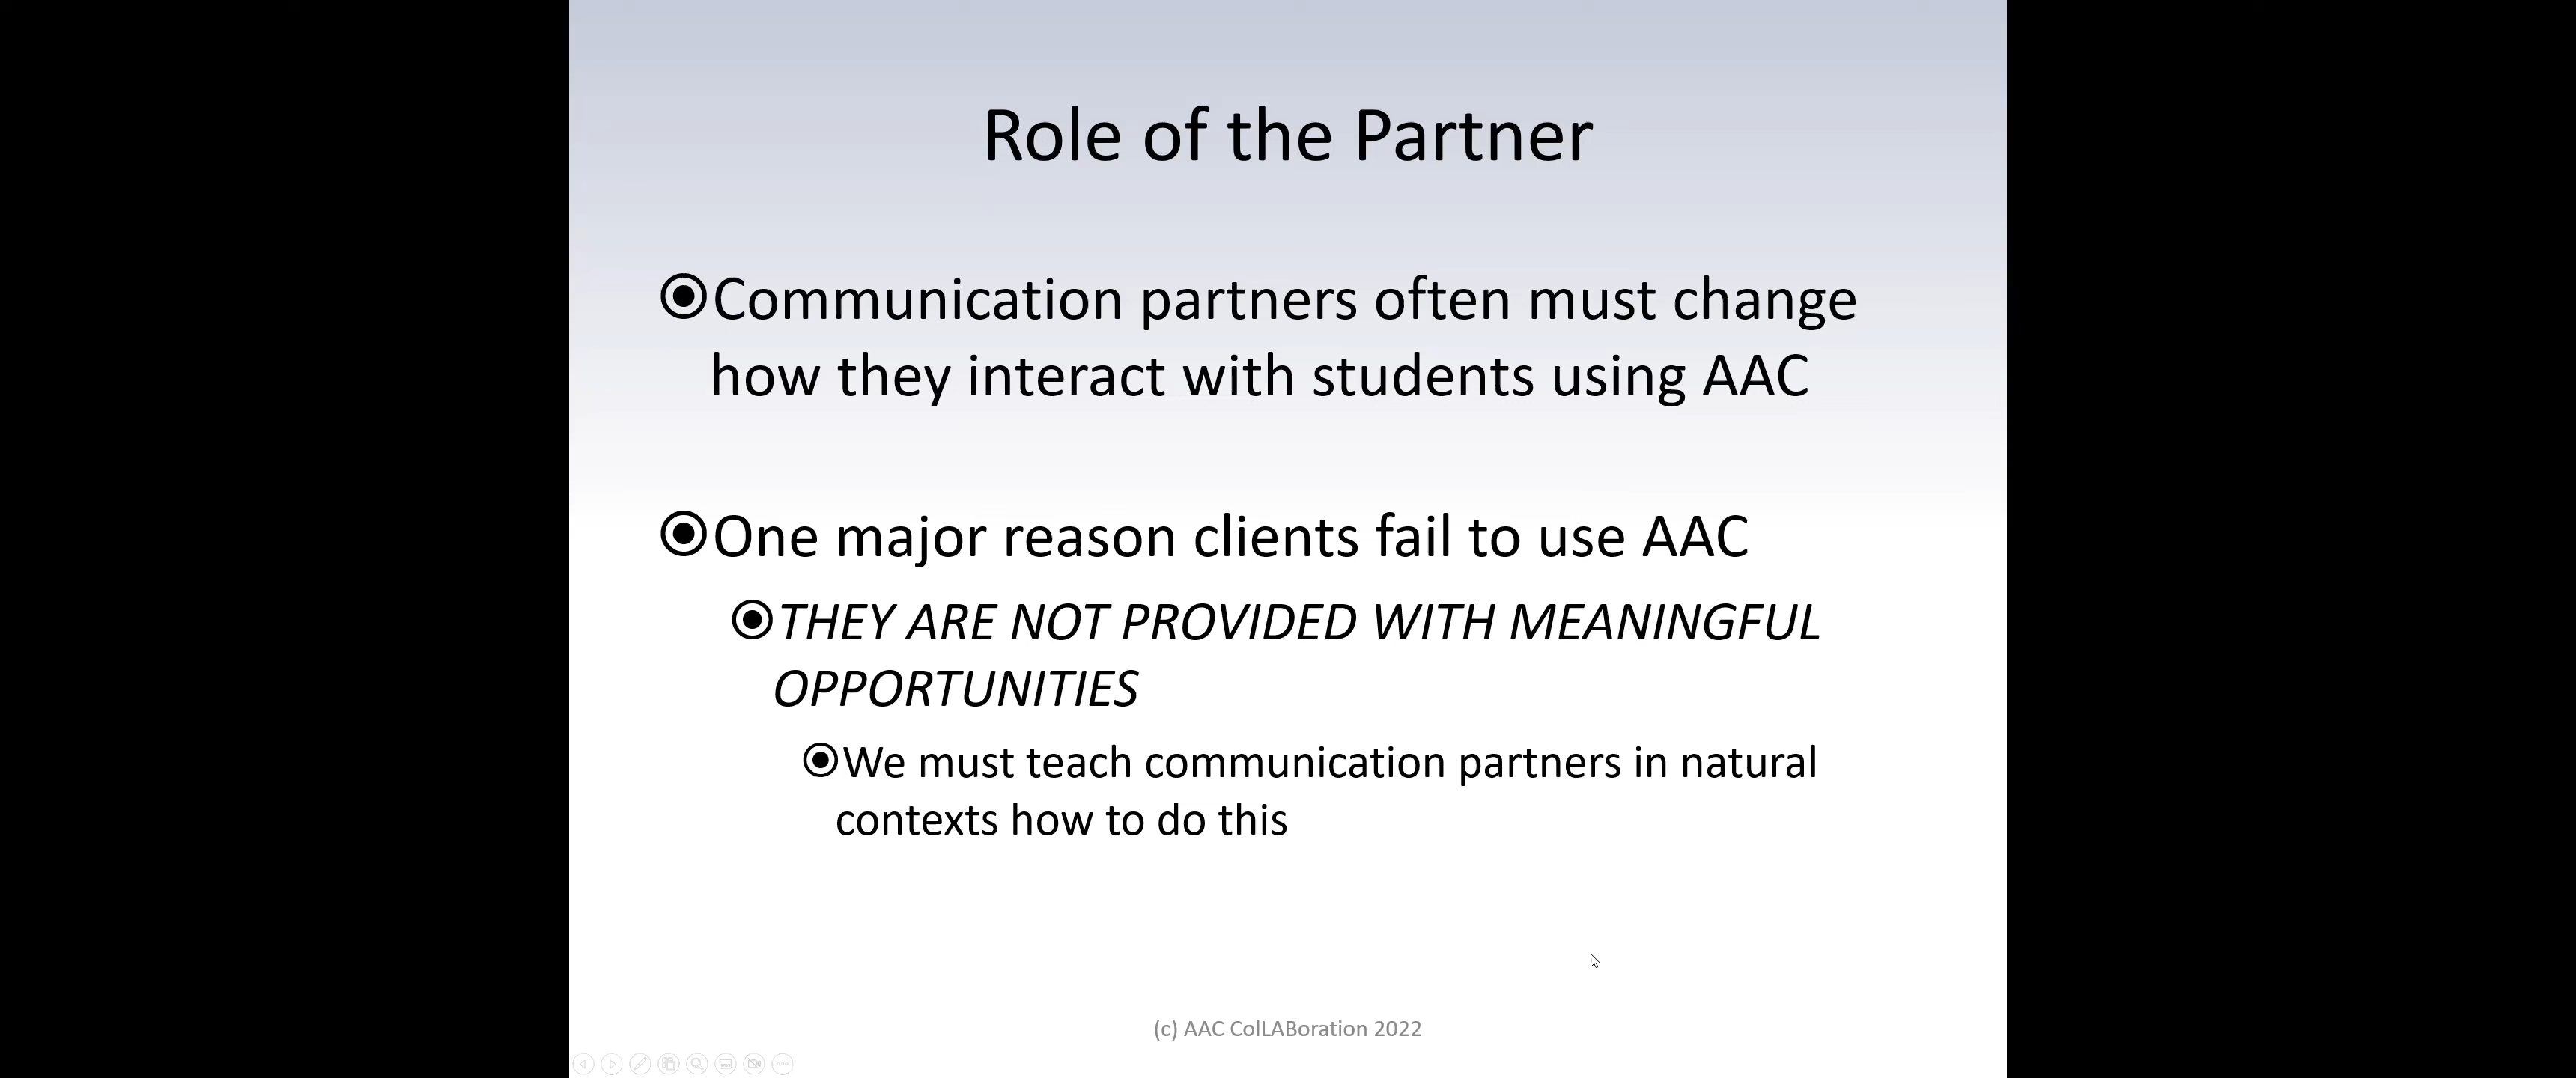 Role of the Partner
Communication partners often must change
how they interact with students using AAC
One major reason clients fail to use AAC
THEY ARE NOT PROVIDED WITH MEANINGFUL
OPPORTUNITIES
We must teach communication partners in natural
contexts how to do this
(c) AAC ColLABoration 2022